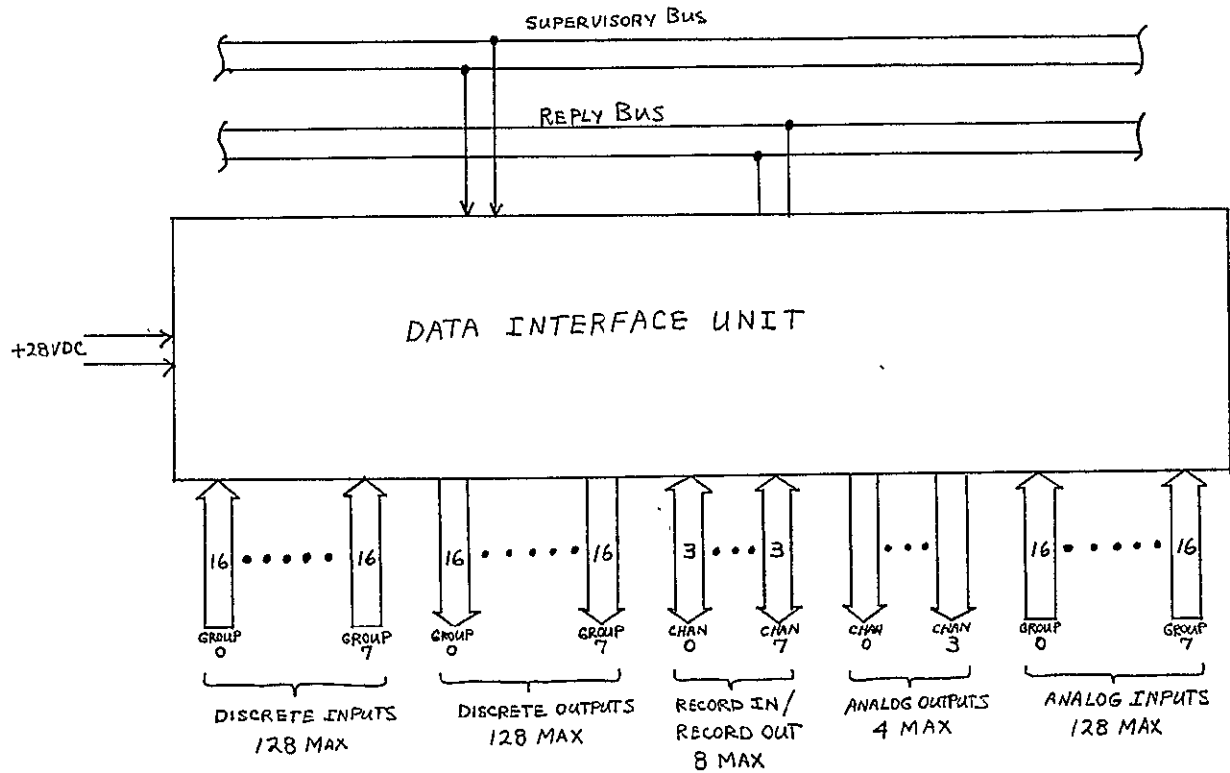 SUPERVISORY BUS
REPLY BUS
DATA INTERFACE UNIT
+28VDC
16 16 16 16 3 3 16 16
GROUP GROUP GROUP GROUP CHAN CHAN CHAN CHAN GROUP GROUP
0 7 0 7 0 7 0 3 0 7
DISCRETE INPUTS
128 MAX
DISCRETE OUTPUTS
128 MAX
RECORD IN/
RECORD OUT
8 MAX
ANALOG OUTPUTS
4 MAX
ANALOG INPUTS
128 MAX